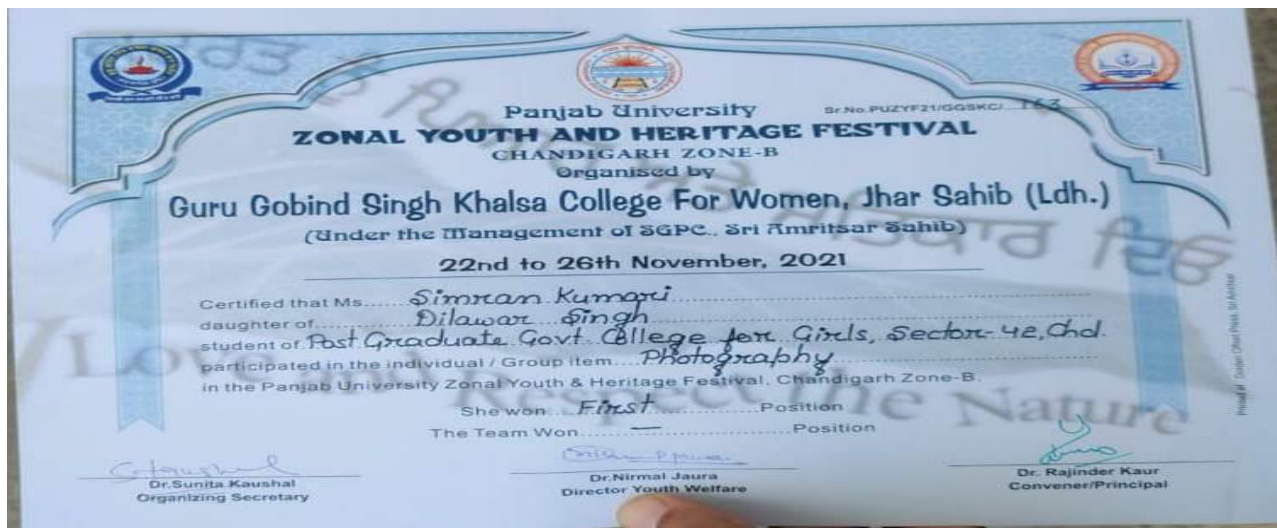 Panjab University
Sr.No.PUZYF21/GGSKC/...163
ZONAL YOUTH AND HERITAGE FESTIVAL
CHANDIGARH ZONE-B
Organised by
Guru Gobind Singh Khalsa College For Women, Jhar Sahib (Ldh.)
(Under the Management of SGPC., Sri Amritsar Sahib)
22nd to 26th November, 2021
Certified that Ms......Simran Kumari
daughter of......Dilawar Singh
student of Post Graduate Govt. College for Girls, Sector-42, Chd.
participated in the individual / Group item....Photography
in the Panjab University Zonal Youth & Heritage Festival, Chandigarh Zone-B.
She won....First....Position
The Team Won....—....Position
Love and Respect the Nature
Dr.Sunita Kaushal
Organizing Secretary
Dr.Nirmal Jaura
Director Youth Welfare
Dr. Rajinder Kaur
Convener/Principal